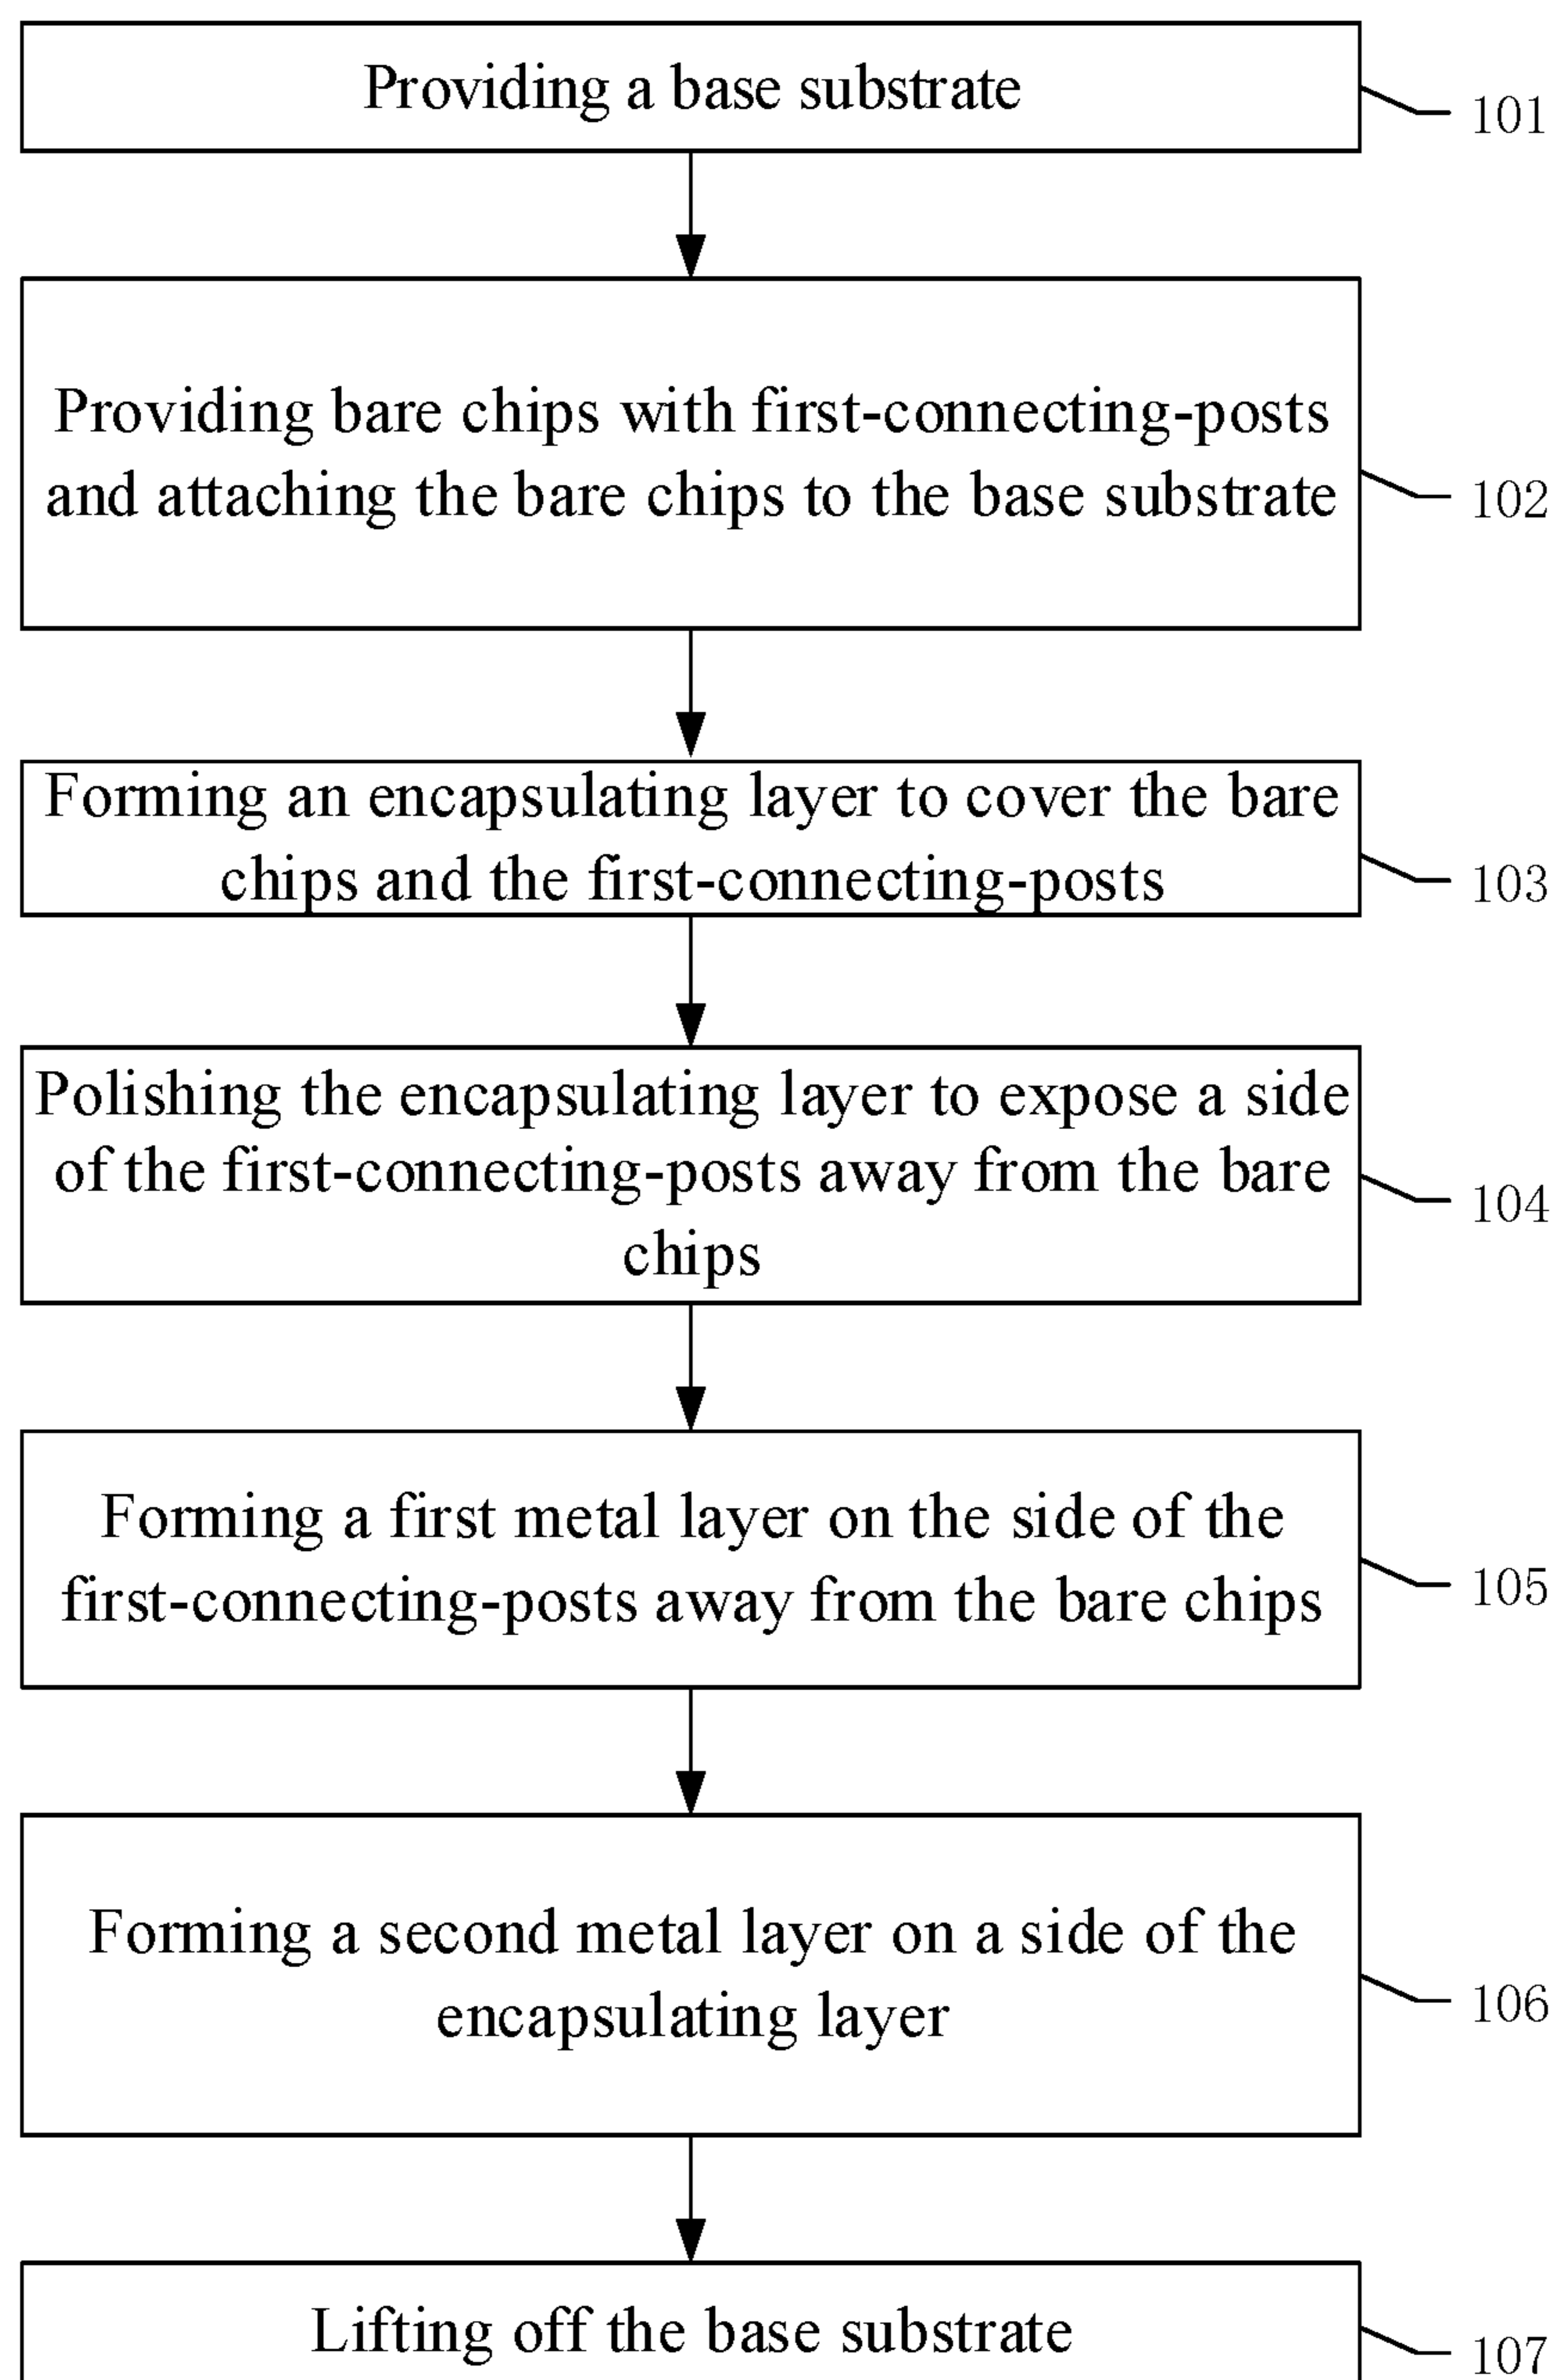 Providing a base substrate
101
Providing bare chips with first-connecting-posts
and attaching the bare chips to the base substrate
102
Forming an encapsulating layer to cover the bare
chips and the first-connecting-posts
103
Polishing the encapsulating layer to expose a side
of the first-connecting-posts away from the bare
chips
104
Forming a first metal layer on the side of the
first-connecting-posts away from the bare chips
105
Forming a second metal layer on a side of the
encapsulating layer
106
Lifting off the base substrate
107